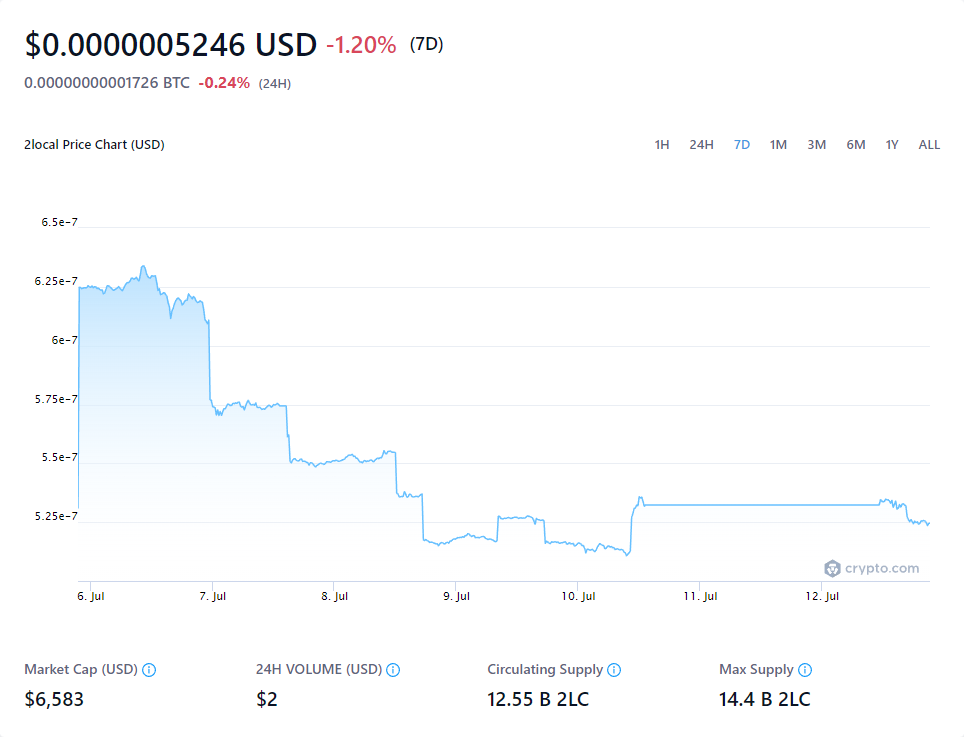 $0.0000005246 USD -1.20% (7D)
0.00000000001726 BTC -0.24% (24H)
2local Price Chart (USD) 1H 24H 7D 1M 3M 6M 1Y ALL
6.5e-7
6.25e-7
6e-7
5.75e-7
5.5e-7
5.25e-7
crypto.com
6. Jul 7. Jul 8. Jul 9. Jul 10. Jul 11. Jul 12. Jul
Market Cap (USD) 24H VOLUME (USD) Circulating Supply Max Supply
$6,583 $2 12.55 B 2LC 14.4 B 2LC